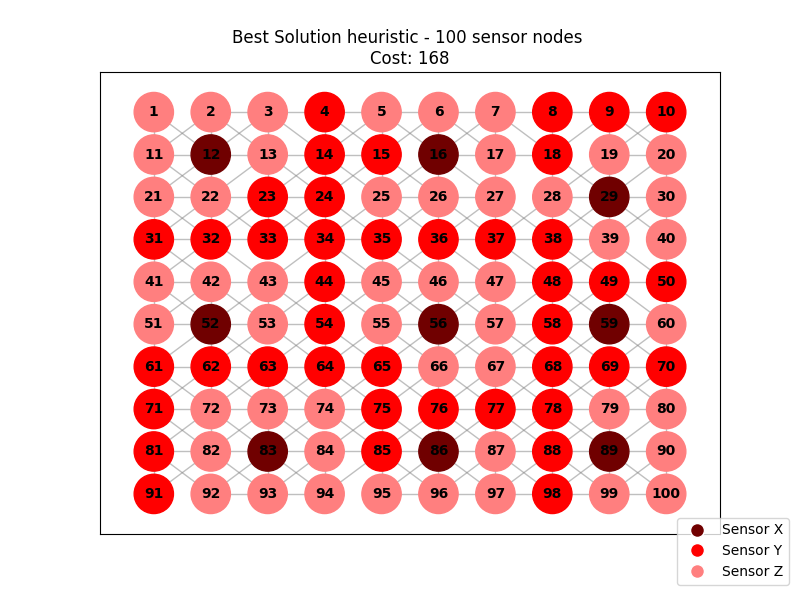 Best Solution heuristic - 100 sensor nodes
Cost: 168
1 2 3 4 5 6 7 8 9 10
11 12 13 14 15 16 17 18 19 20
21 22 23 24 25 26 27 28 29 30
31 32 33 34 35 36 37 38 39 40
41 42 43 44 45 46 47 48 49 50
51 52 53 54 55 56 57 58 59 60
61 62 63 64 65 66 67 68 69 70
71 72 73 74 75 76 77 78 79 80
81 82 83 84 85 86 87 88 89 90
91 92 93 94 95 96 97 98 99 100
Sensor X
Sensor Y
Sensor Z